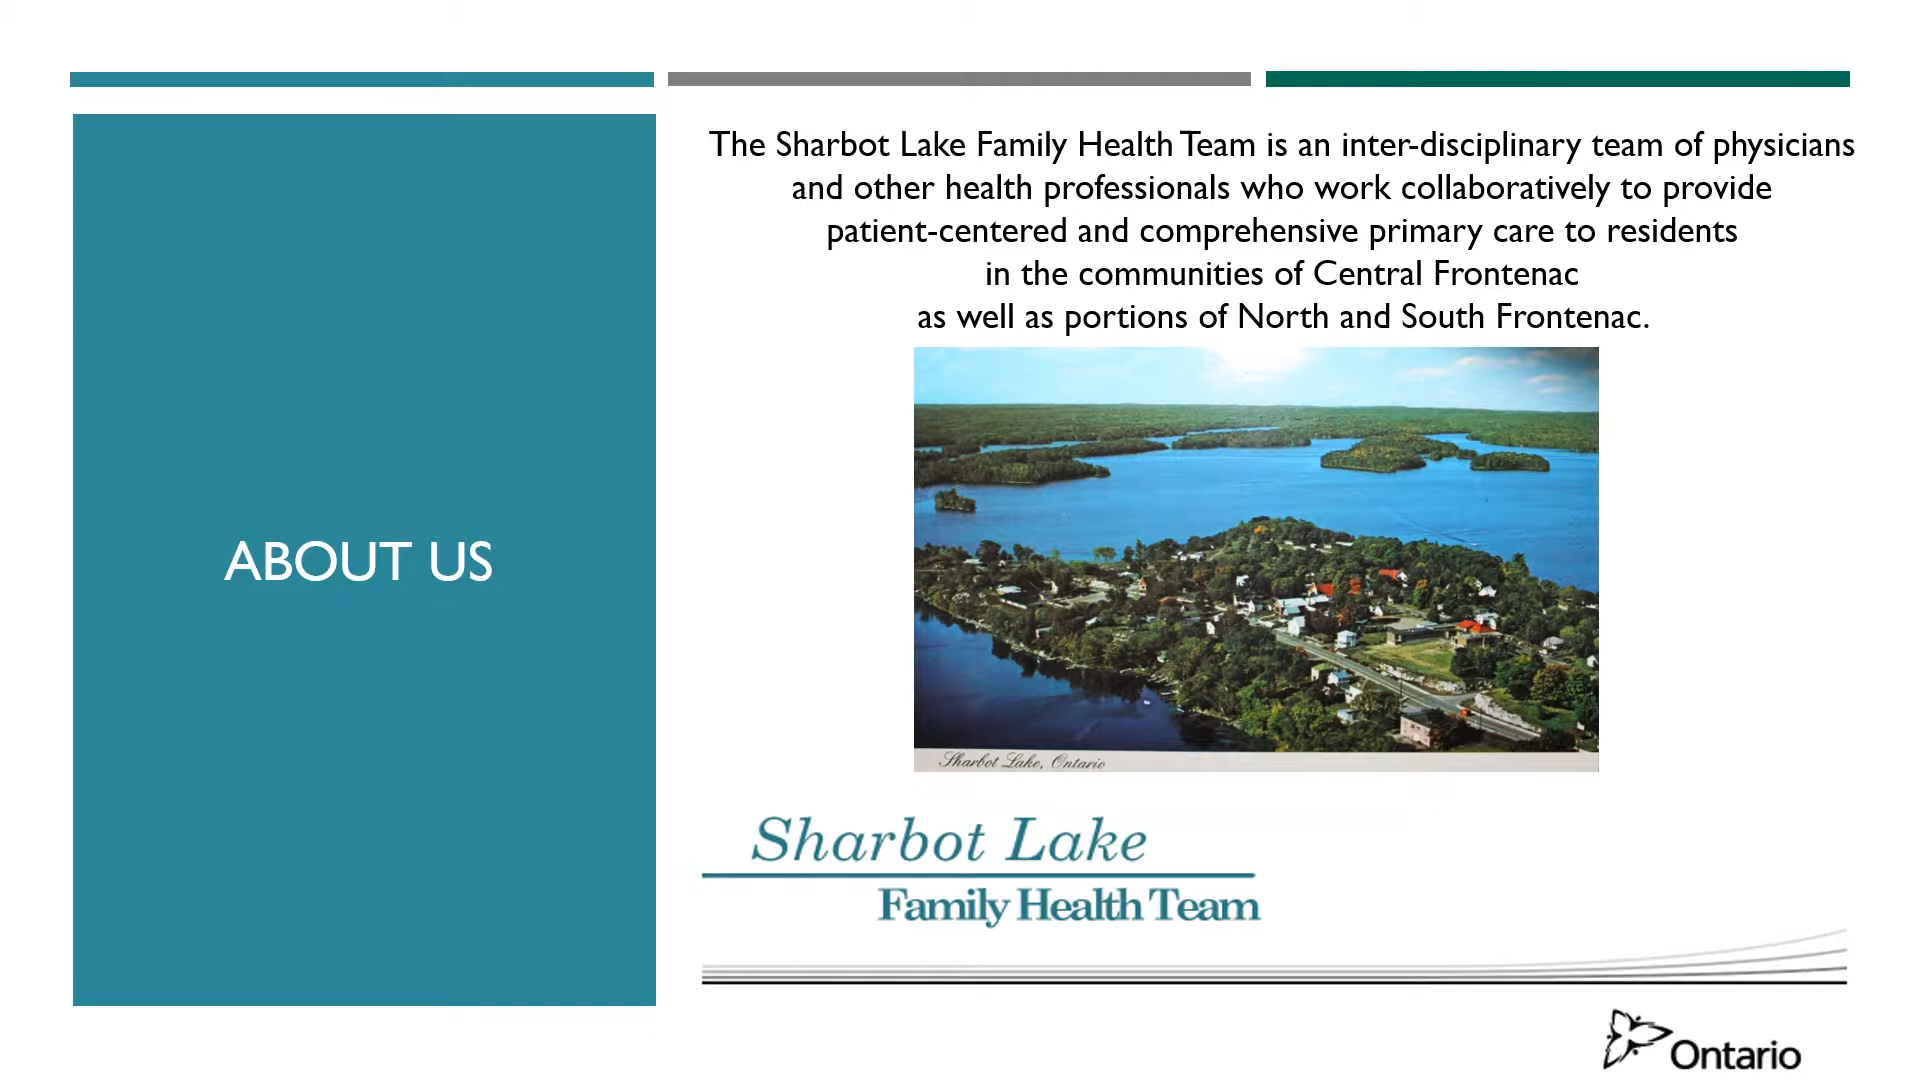 ABOUT US
The Sharbot Lake Family Health Team is an inter-disciplinary team of physicians
and other health professionals who work collaboratively to provide
patient-centered and comprehensive primary care to residents
in the communities of Central Frontenac
as well as portions of North and South Frontenac.
Sharbot Lake, Ontario
Sharbot Lake
Family Health Team
Ontario